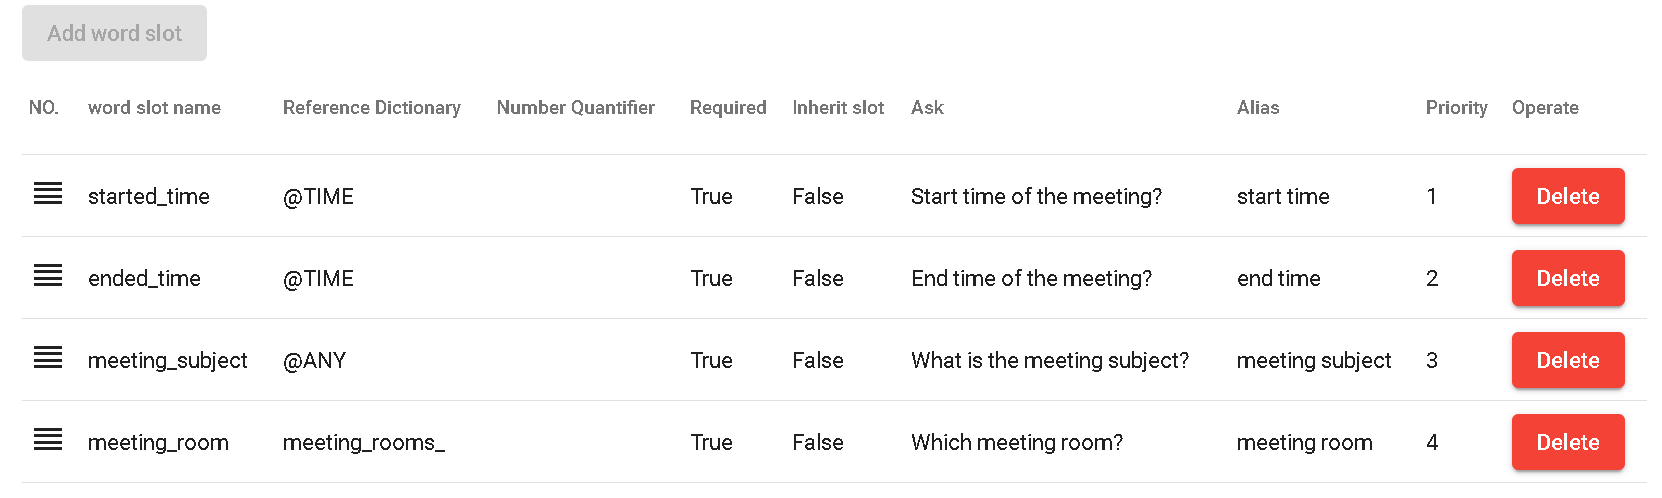 Add word slot
NO. word slot name Reference Dictionary Number Quantifier Required Inherit slot Ask Alias Priority Operate
started_time @TIME True False Start time of the meeting? start time 1 Delete
ended_time @TIME True False End time of the meeting? end time 2 Delete
meeting_subject @ANY True False What is the meeting subject? meeting subject 3 Delete
meeting_room meeting_rooms_ True False Which meeting room? meeting room 4 Delete